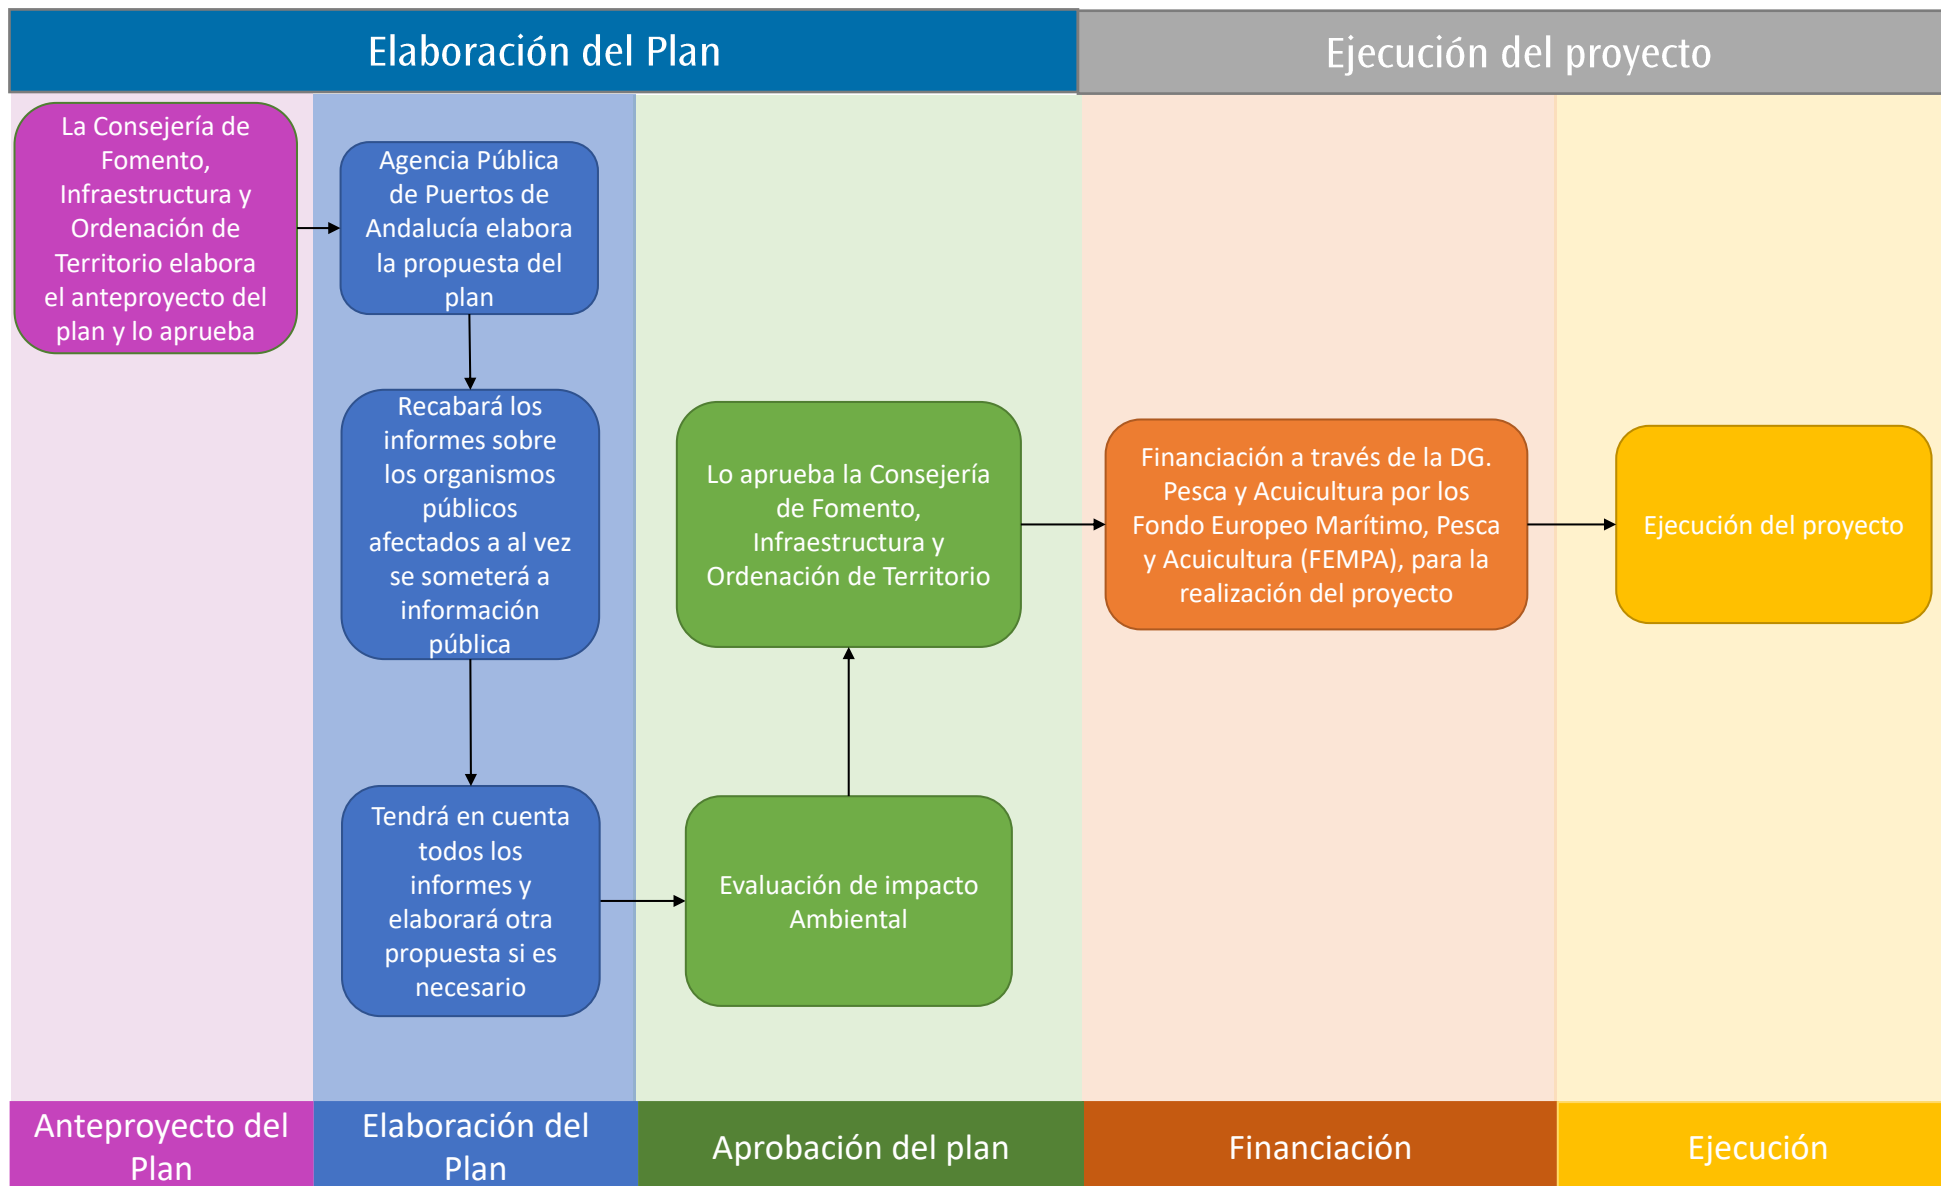 Elaboración del Plan
Ejecución del proyecto
La Consejería de
Fomento,
Infraestructura y
Ordenación de
Territorio elabora
el anteproyecto del
plan y lo aprueba
Agencia Pública
de Puertos de
Andalucía elabora
la propuesta del
plan
Recabará los
informes sobre
los organismos
públicos
afectados a al vez
se someterá a
información
pública
Tendrá en cuenta
todos los
informes y
elaborará otra
propuesta si es
necesario
Lo aprueba la Consejería
de Fomento,
Infraestructura y
Ordenación de Territorio
Evaluación de impacto
Ambiental
Financiación a través de la DG.
Pesca y Acuicultura por los
Fondo Europeo Marítimo, Pesca
y Acuicultura (FEMPA), para la
realización del proyecto
Ejecución del proyecto
Anteproyecto del
Plan
Elaboración del
Plan
Aprobación del plan
Financiación
Ejecución